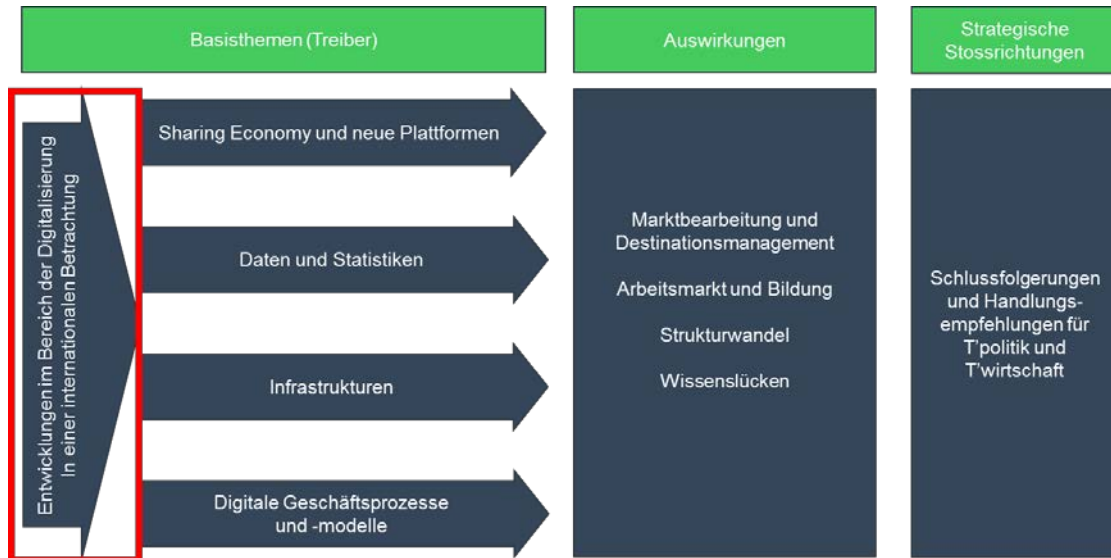 Basisthemen (Treiber)
Auswirkungen
Strategische
Stossrichtungen
Entwicklungen im Bereich der Digitalisierung
In einer internationalen Betrachtung
Sharing Economy und neue Plattformen
Daten und Statistiken
Infrastrukturen
Digitale Geschäftsprozesse
und -modelle
Marktbearbeitung und
Destinationsmanagement
Arbeitsmarkt und Bildung
Strukturwandel
Wissenslücken
Schlussfolgerungen
und Handlungs-
empfehlungen für
T'politik und
T'wirtschaft